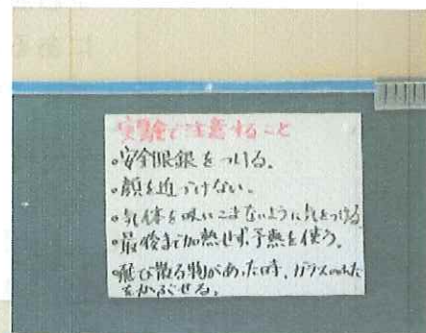 実験で注意すること
・安全眼鏡をつける。
・顔を近づけない。
・気体を吸いこまないように気をつける
・最後まで加熱せず、予熱を使う。
・飛び散る物があった時、ガラスのふた
をかぶせる。